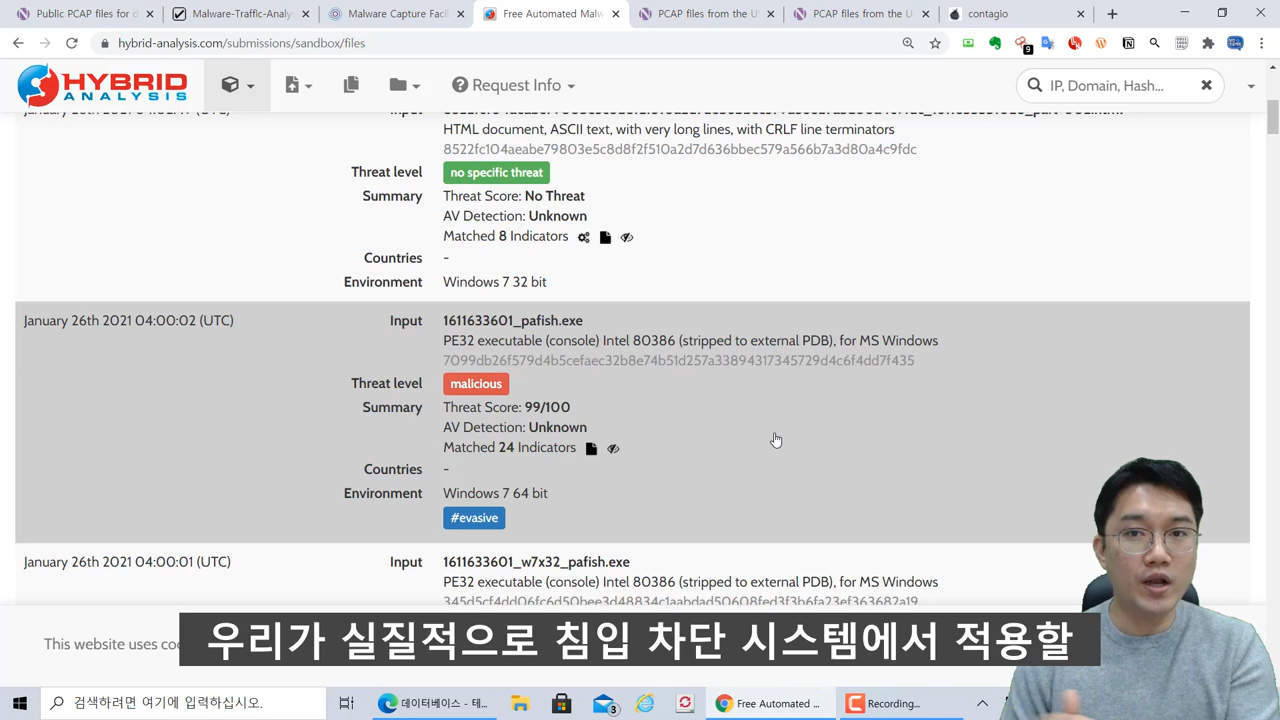 Public PCAP files for d
Malware-Traffic-Analy
Malware Capture Facil
Free Automated Malw
PCAP files from the U
PCAP files from the U
contagio
hybrid-analysis.com/submissions/sandbox/files
9
HYBRID
ANALYSIS
Request Info
IP, Domain, Hash...
HTML document, ASCII text, with very long lines, with CRLF line terminators
8522fc104aeabe79803e5c8d8f2f510a2d7d636bbec579a566b7a3d80a4c9fdc
Threat level no specific threat
Summary Threat Score: No Threat
AV Detection: Unknown
Matched 8 Indicators
Countries -
Environment Windows 7 32 bit
January 26th 2021 04:00:02 (UTC) Input 1611633601_pafish.exe
PE32 executable (console) Intel 80386 (stripped to external PDB), for MS Windows
7099db26f579d4b5cefaec32b8e74b51d257a33894317345729d4c6f4dd7f435
Threat level malicious
Summary Threat Score: 99/100
AV Detection: Unknown
Matched 24 Indicators
Countries -
Environment Windows 7 64 bit
#evasive
January 26th 2021 04:00:01 (UTC) Input 1611633601_w7x32_pafish.exe
PE32 executable (console) Intel 80386 (stripped to external PDB), for MS Windows
This website uses coo
우리가 실질적으로 침입 차단 시스템에서 적용할
검색하려면 여기에 입력하십시오.
데이터베이스 - 테...
3
Free Automated ...
Recording...